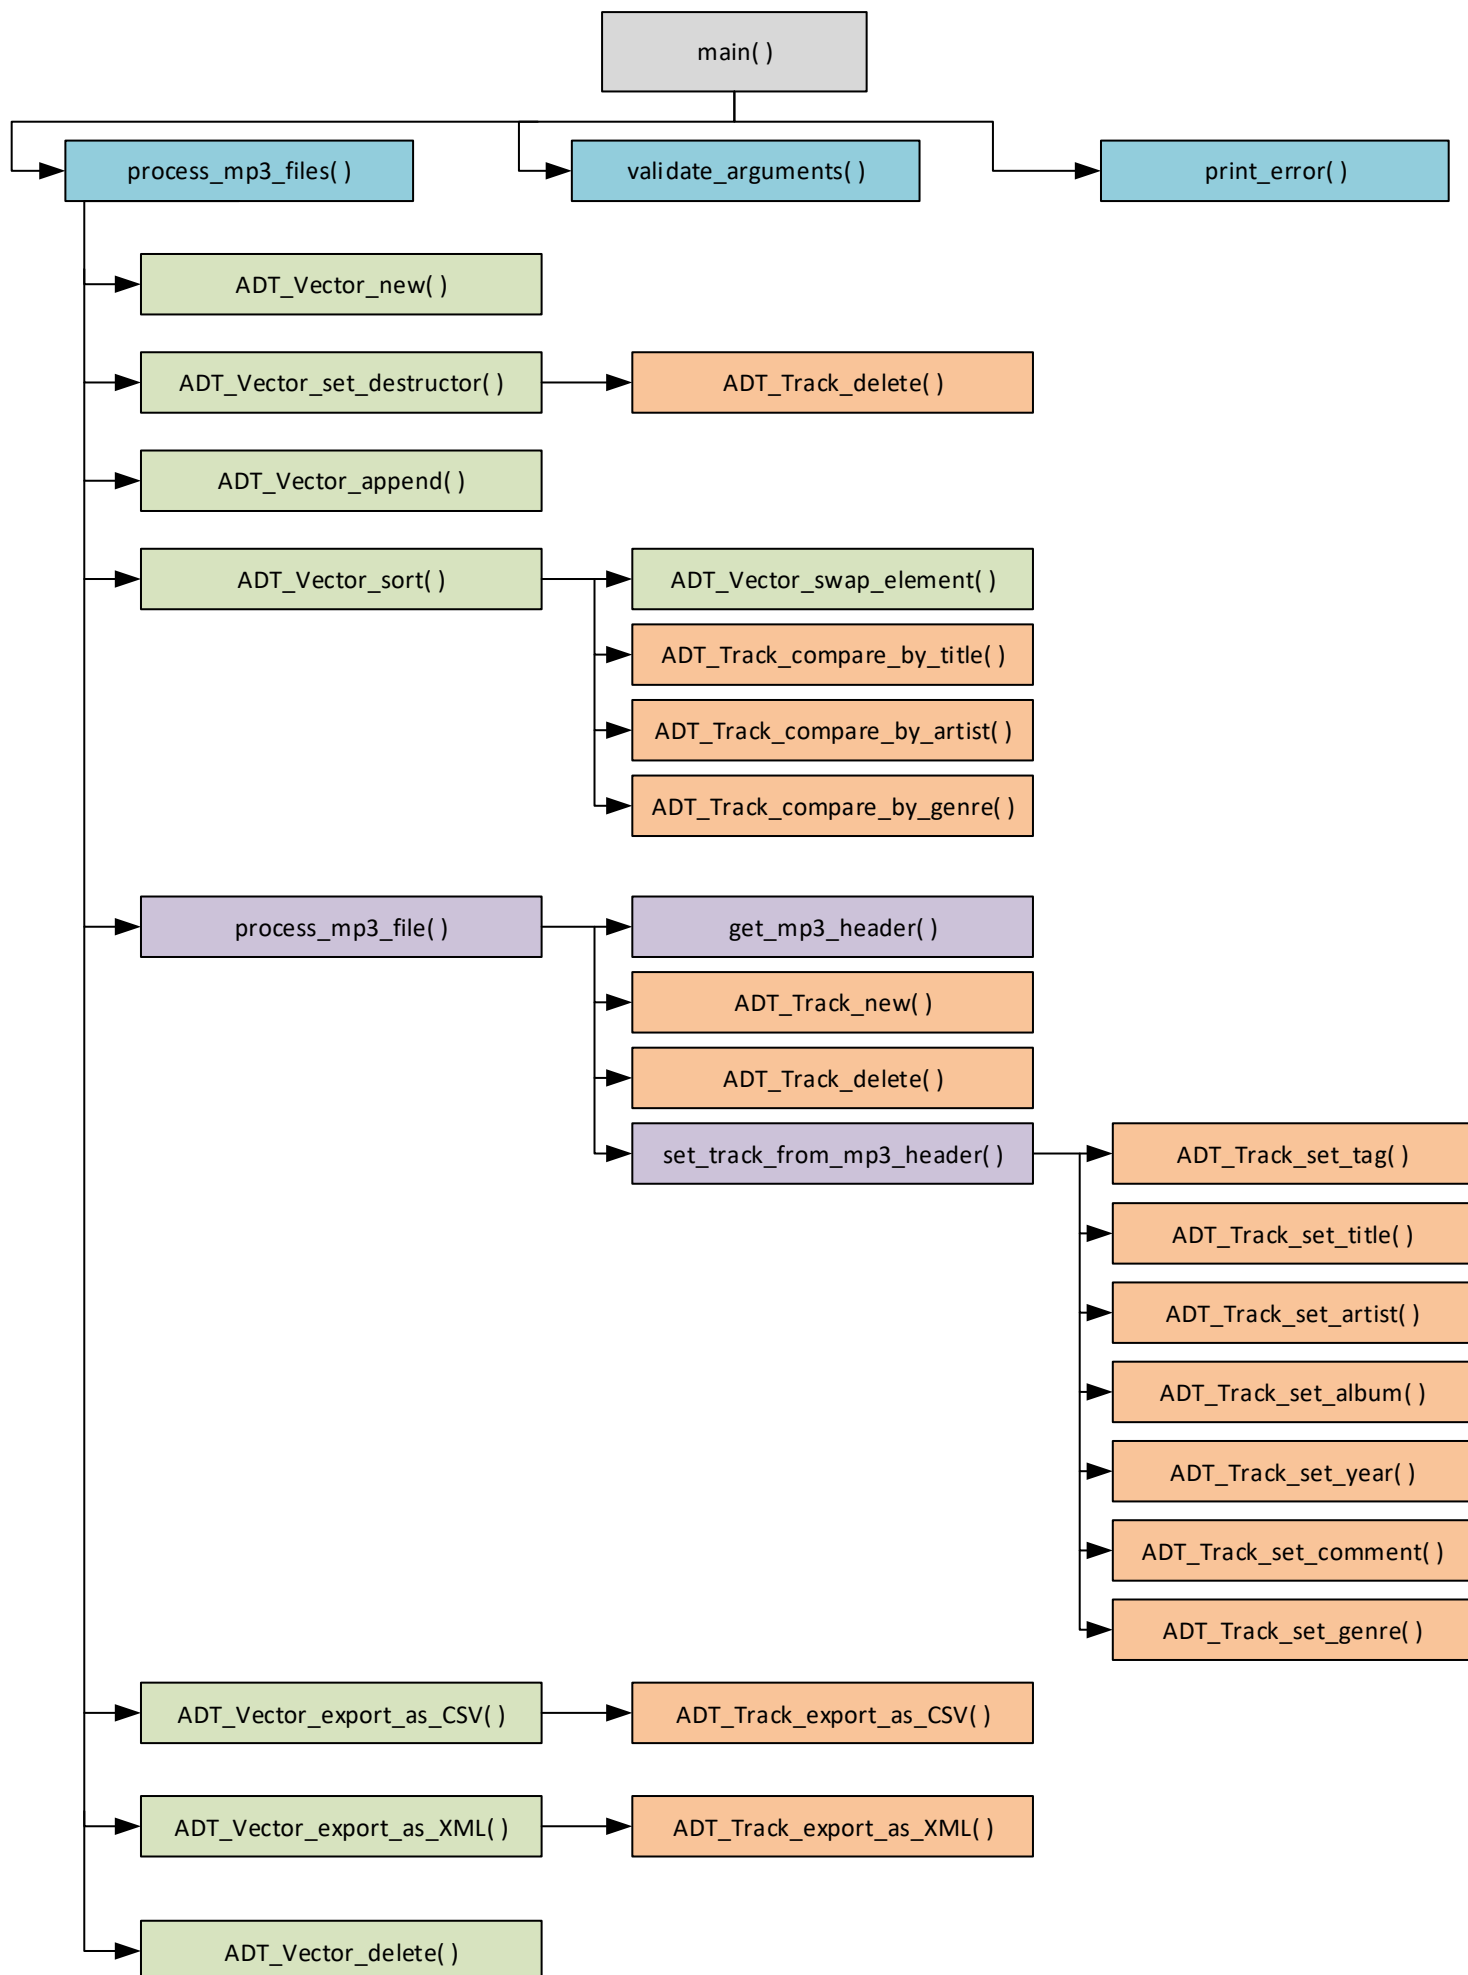 main( )
process_mp3_files( )
validate_arguments( )
print_error( )
ADT_Vector_new( )
ADT_Vector_set_destructor( )
ADT_Track_delete( )
ADT_Vector_append( )
ADT_Vector_sort( )
ADT_Vector_swap_element( )
ADT_Track_compare_by_title( )
ADT_Track_compare_by_artist( )
ADT_Track_compare_by_genre( )
process_mp3_file( )
get_mp3_header( )
ADT_Track_new( )
ADT_Track_delete( )
set_track_from_mp3_header( )
ADT_Track_set_tag( )
ADT_Track_set_title( )
ADT_Track_set_artist( )
ADT_Track_set_album( )
ADT_Track_set_year( )
ADT_Track_set_comment( )
ADT_Track_set_genre( )
ADT_Vector_export_as_CSV( )
ADT_Track_export_as_CSV( )
ADT_Vector_export_as_XML( )
ADT_Track_export_as_XML( )
ADT_Vector_delete( )